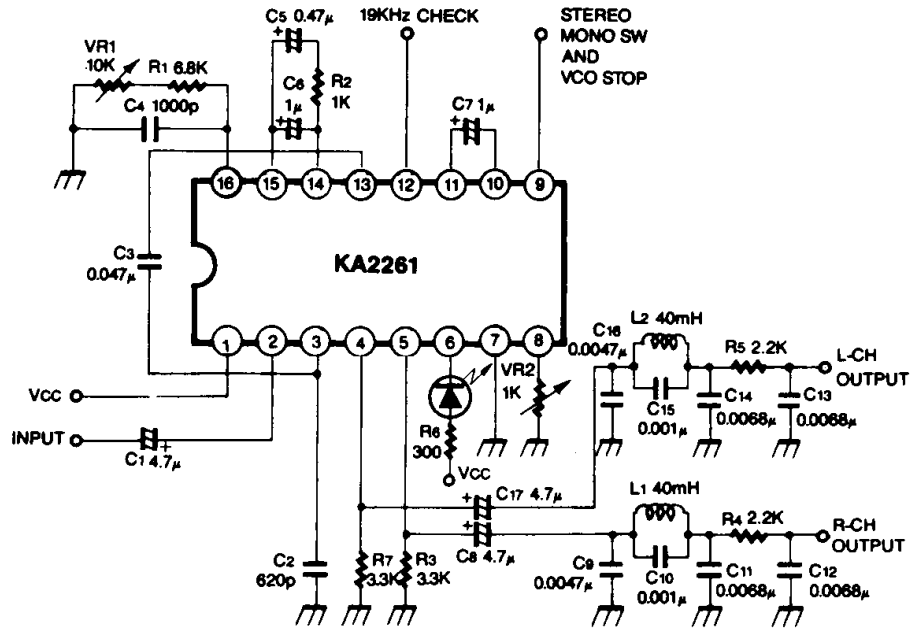 C5 0.47μ
19KHz CHECK
STEREO
MONO SW
AND
VCO STOP
VR1
10K
R1 6.8K
C4 1000p
C6
1μ
R2
1K
C7 1μ
16 15 14 13 12 11 10 9
C3
0.047μ
KA2261
1 2 3 4 5 6 7 8
VCC
INPUT
C1 4.7μ
VR2
1K
R6
300
VCC
C16
0.0047μ
L2 40mH
C15
0.001μ
R5 2.2K
C14
0.0068μ
C13
0.0068μ
L-CH
OUTPUT
C17 4.7μ
C8 4.7μ
C2
620p
R7
3.3K
R3
3.3K
C9
0.0047μ
L1 40mH
C10
0.001μ
R4 2.2K
C11
0.0068μ
C12
0.0068μ
R-CH
OUTPUT